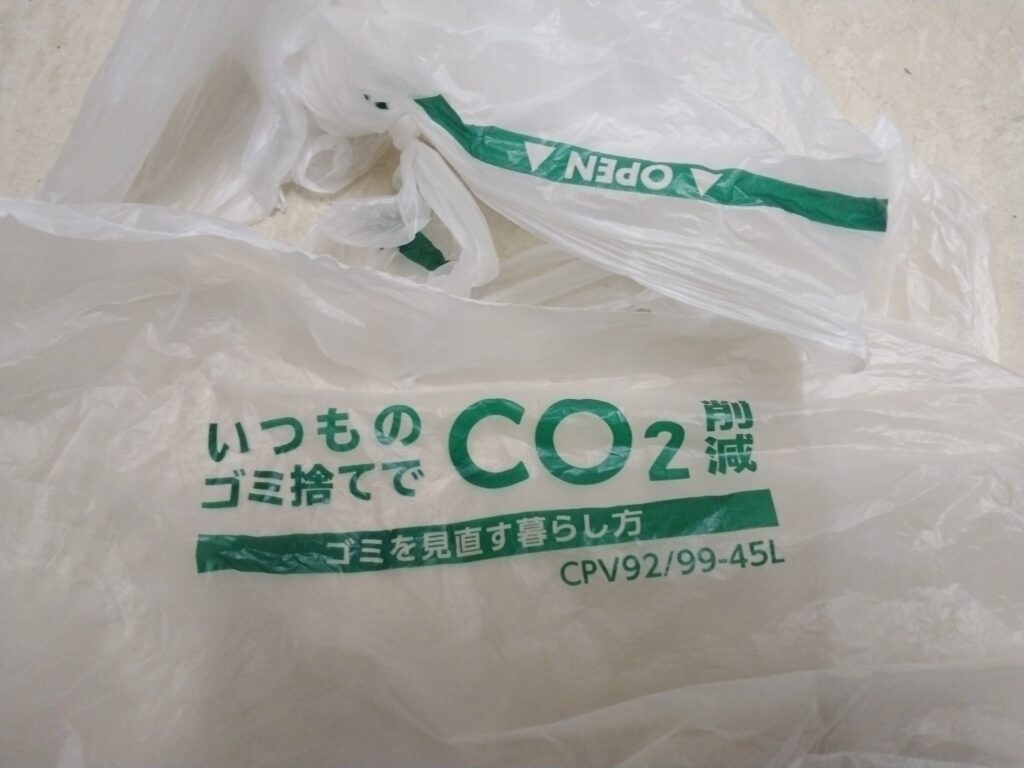 ▲ OPEN ▲
いつもの
ゴミ捨てで
CO2
削減
ゴミを見直す暮らし方
CPV92/99-45L